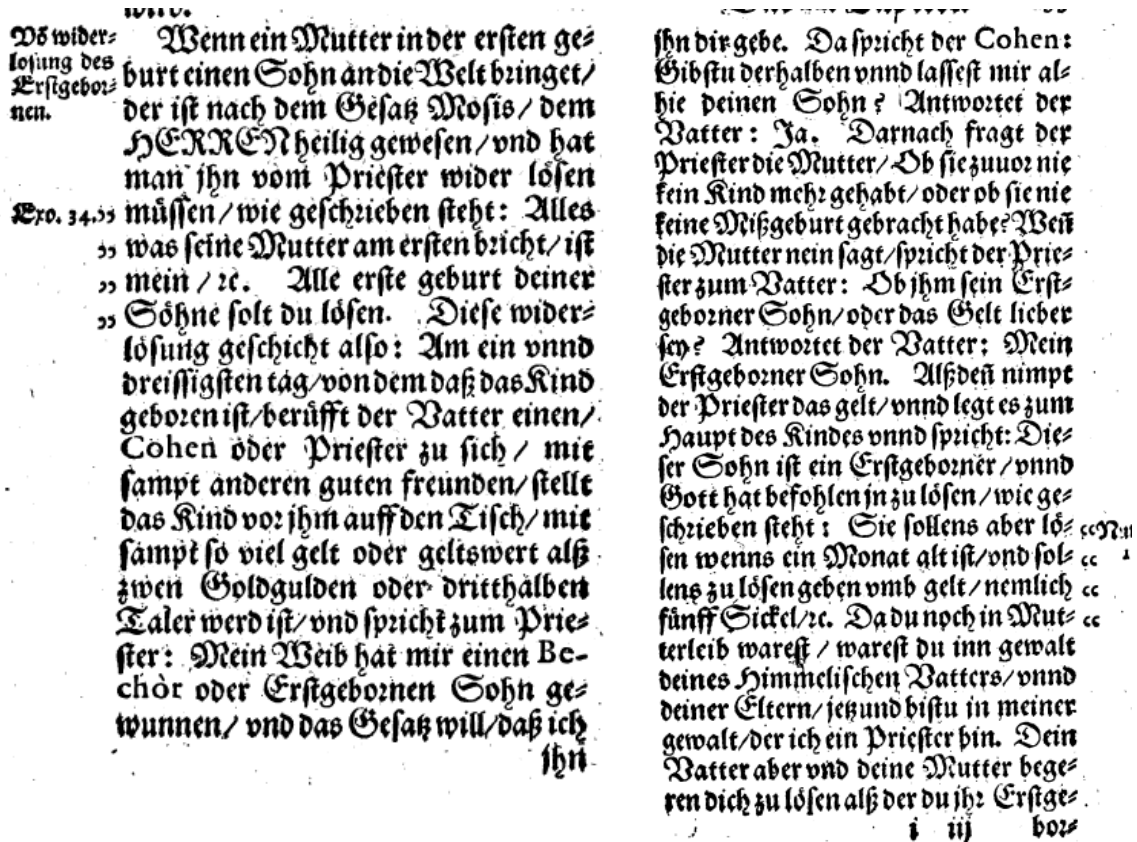 Võ wider=
losung des
Erstgebor=
nen.
Wenn ein Mutter in der ersten ge=
burt einen Sohn an die Welt bringet/
der ist nach dem Gesatz Mosis/ dem
HERREN heilig gewesen/ vnd hat
man jhn vom Priester wider lösen
Exo. 34. ,, müssen/ wie geschrieben steht: Alles
,, was seine Mutter am ersten bricht/ ist
,, mein / ꝛc. Alle erste geburt deiner
,, Söhne solt du lösen. Diese wider=
lösung geschicht also: Am ein vnnd
dreissigsten tag/ von dem daß das Kind
geboren ist/ berüfft der Vatter einen/
Cohen oder Priester zu sich / mit
sampt anderen guten freunden/ stellt
das Kind vor jhm auff den Tisch/ mit
sampt so viel gelt oder geltswert alß
zwen Goldgulden oder dritthalben
Taler werd ist/ vnd spricht zum Prie=
ster: Mein Weib hat mir einen Be-
chòr oder Erstgebornen Sohn ge=
wunnen/ vnd das Gesatz will/ daß ich
jhn
jhn dir gebe. Da spricht der Cohen:
Gibstu derhalben vnnd lassest mir al=
hie deinen Sohn? Antwortet der
Vatter: Ja. Darnach fragt der
Priester die Mutter/ Ob sie zuuor nie
kein Kind mehr gehabt/ oder ob sie nie
keine Mißgeburt gebracht habe? Weñ
die Mutter nein sagt/ spricht der Prie=
ster zum Vatter: Ob jhm sein Erst=
geborner Sohn/ oder das Gelt lieber
sey? Antwortet der Vatter: Mein
Erstgeborner Sohn. Alßdeñ nimpt
der Priester das gelt/ vnnd legt es zum
Haupt des Kindes vnnd spricht: Die=
ser Sohn ist ein Erstgeborner / vnnd
Gott hat befohlen in zu lösen / wie ge=
schrieben steht: Sie sollens aber lö=
sen wenns ein Monat alt ist/ vnd sol=
lens zu lösen geben vmb gelt / nemlich
fünff Sickel/ꝛc. Da du noch in Mut=
terleib warest / warest du inn gewalt
deines Himmelischen Vatters/ vnnd
deiner Eltern/ jetzund bistu in meiner
gewalt/ der ich ein Priester bin. Dein
Vatter aber vnd deine Mutter bege=
ren dich zu lösen alß der du jhr Erstge=
i iij bor=